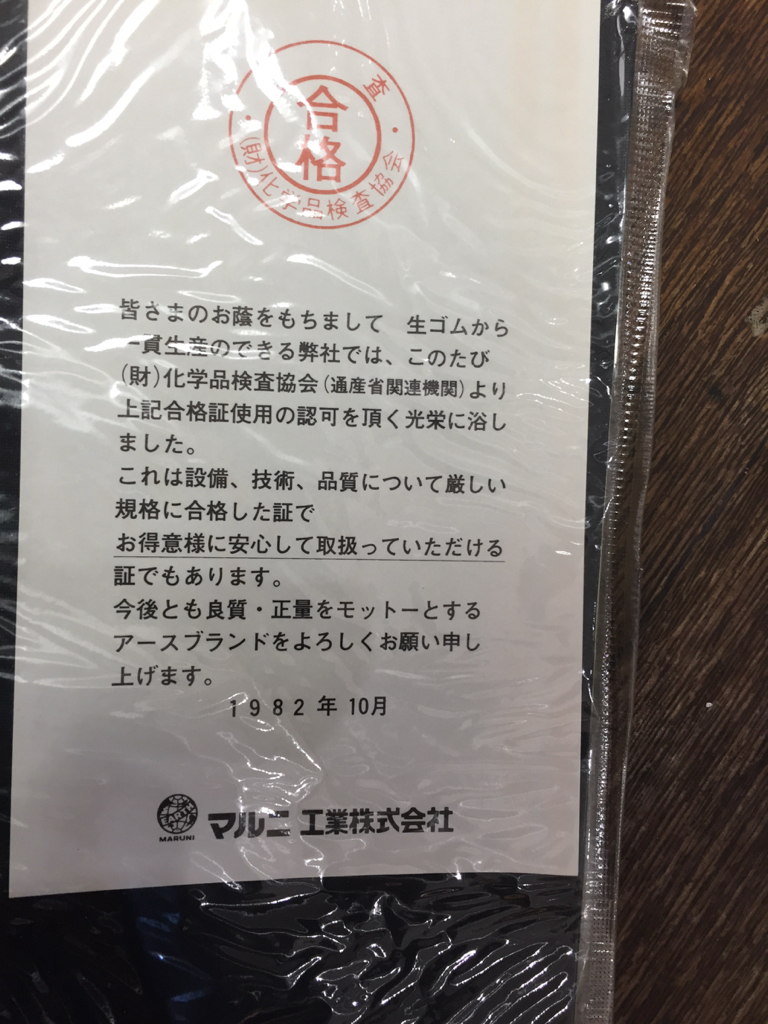 査
合格
(財)化学品検査協会
皆さまのお蔭をもちまして 生ゴムから
一貫生産のできる弊社では、このたび
(財)化学品検査協会(通産省関連機関)より
上記合格証使用の認可を頂く光栄に浴し
ました。
これは設備、技術、品質について厳しい
規格に合格した証で
お得意様に安心して取扱っていただける
証でもあります。
今後とも良質・正量をモットーとする
アースブランドをよろしくお願い申し
上げます。
1982年10月
MARUNI
マルニ工業株式会社